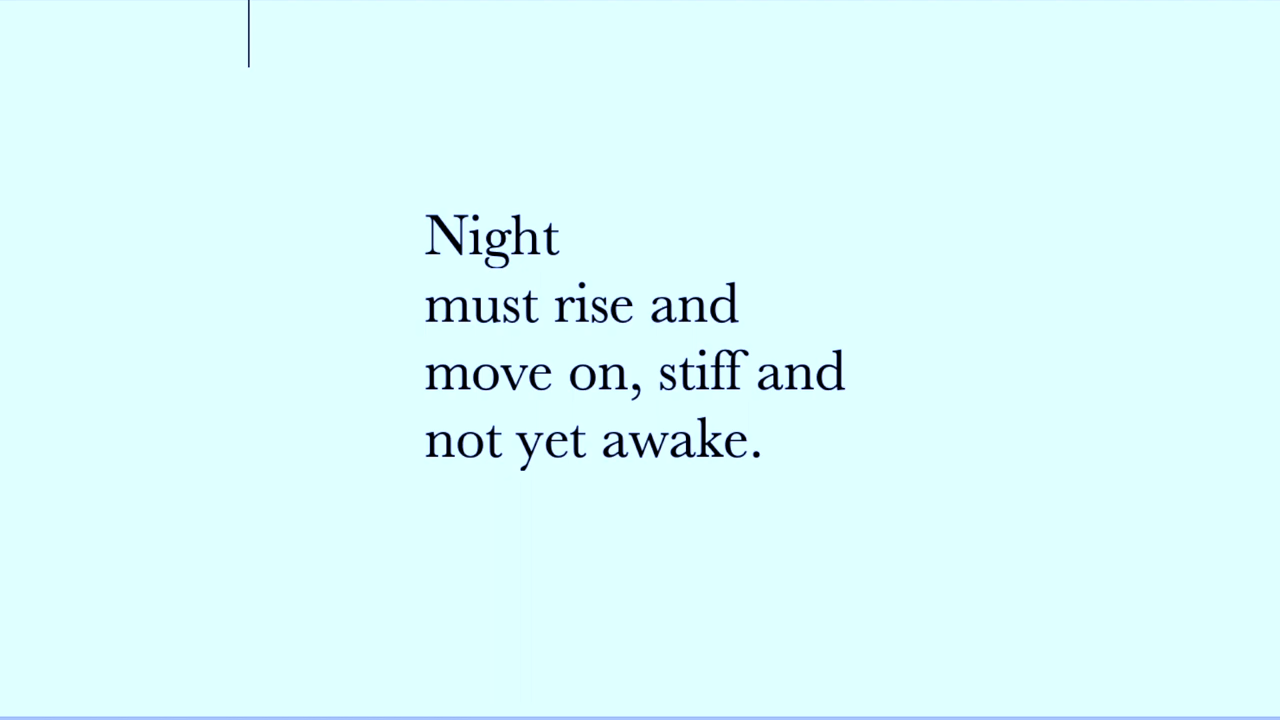 Night
must rise and
move on, stiff and
not yet awake.